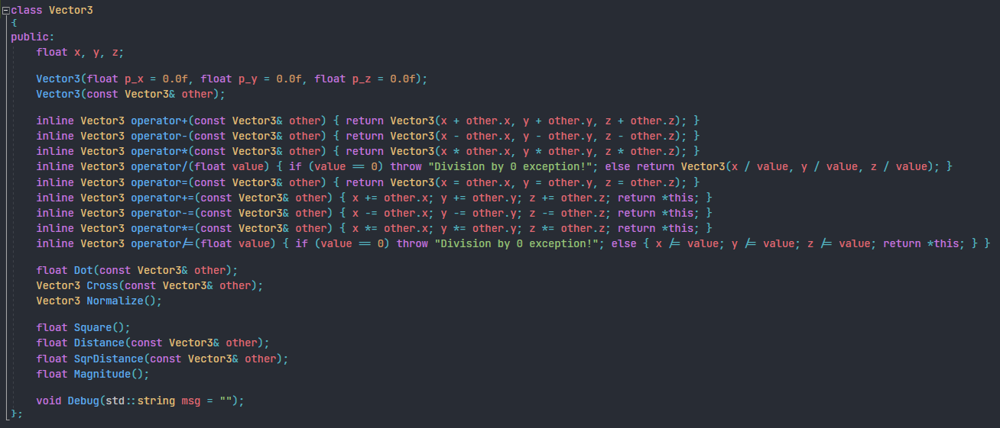 class Vector3
{
public:
float x, y, z;
Vector3(float p_x = 0.0f, float p_y = 0.0f, float p_z = 0.0f);
Vector3(const Vector3& other);
inline Vector3 operator+(const Vector3& other) { return Vector3(x + other.x, y + other.y, z + other.z); }
inline Vector3 operator-(const Vector3& other) { return Vector3(x - other.x, y - other.y, z - other.z); }
inline Vector3 operator*(const Vector3& other) { return Vector3(x * other.x, y * other.y, z * other.z); }
inline Vector3 operator/(float value) { if (value == 0) throw "Division by 0 exception!"; else return Vector3(x / value, y / value, z / value); }
inline Vector3 operator=(const Vector3& other) { return Vector3(x = other.x, y = other.y, z = other.z); }
inline Vector3 operator+=(const Vector3& other) { x += other.x; y += other.y; z += other.z; return *this; }
inline Vector3 operator-=(const Vector3& other) { x -= other.x; y -= other.y; z -= other.z; return *this; }
inline Vector3 operator*=(const Vector3& other) { x *= other.x; y *= other.y; z *= other.z; return *this; }
inline Vector3 operator/=(float value) { if (value == 0) throw "Division by 0 exception!"; else { x /= value; y /= value; z /= value; return *this; } }
float Dot(const Vector3& other);
Vector3 Cross(const Vector3& other);
Vector3 Normalize();
float Square();
float Distance(const Vector3& other);
float SqrDistance(const Vector3& other);
float Magnitude();
void Debug(std::string msg = "");
};